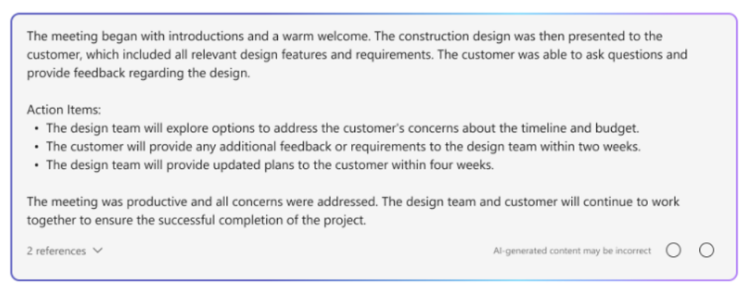 The meeting began with introductions and a warm welcome. The construction design was then presented to the
customer, which included all relevant design features and requirements. The customer was able to ask questions and
provide feedback regarding the design.
Action Items:
• The design team will explore options to address the customer's concerns about the timeline and budget.
• The customer will provide any additional feedback or requirements to the design team within two weeks.
• The design team will provide updated plans to the customer within four weeks.
The meeting was productive and all concerns were addressed. The design team and customer will continue to work
together to ensure the successful completion of the project.
2 references AI-generated content may be incorrect